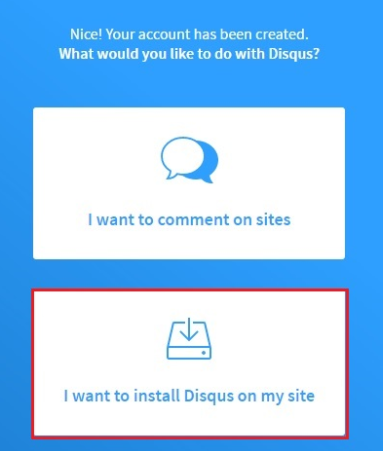 Nice! Your account has been created.
What would you like to do with Disqus?
I want to comment on sites
I want to install Disqus on my site